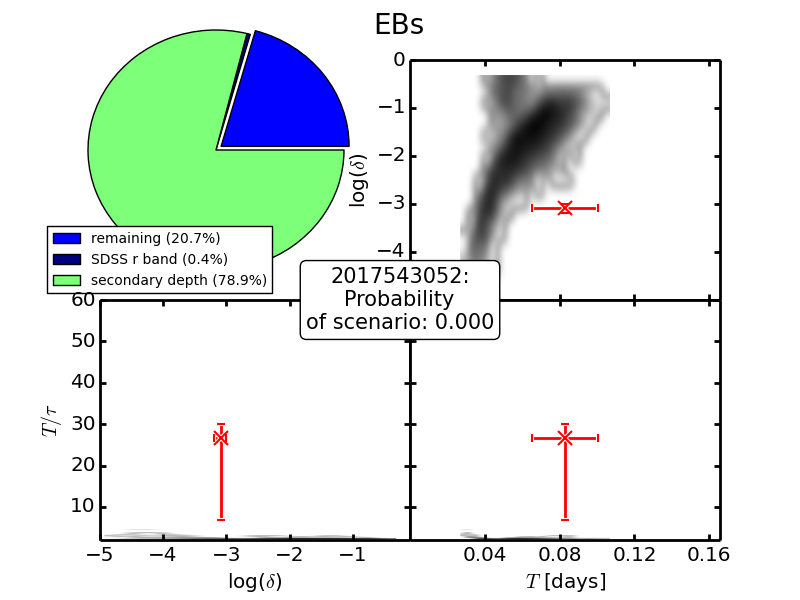 EBs
0
−1
−2
−3
−4
log(δ)
remaining (20.7%)
SDSS r band (0.4%)
secondary depth (78.9%)
2017543052:
Probability
of scenario: 0.000
60
50
40
30
20
10
T/τ
−5 −4 −3 −2 −1
log(δ)
0.04 0.08 0.12 0.16
T [days]